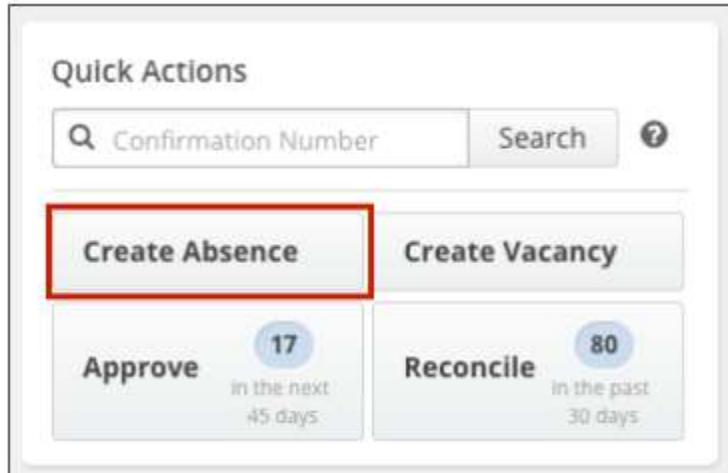 Quick Actions
Confirmation Number
Search
Create Absence
Create Vacancy
Approve
17
in the next
45 days
Reconcile
80
in the past
30 days